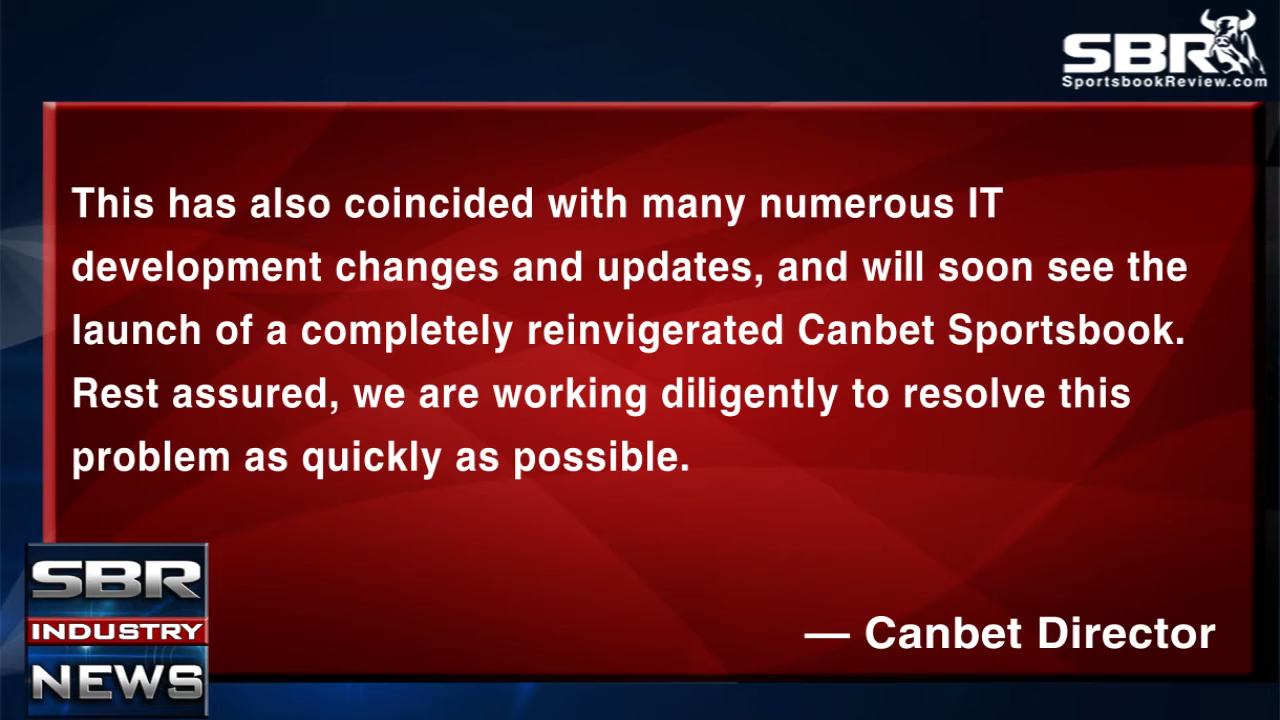 SBR
SportsbookReview.com
This has also coincided with many numerous IT
development changes and updates, and will soon see the
launch of a completely reinvigerated Canbet Sportsbook.
Rest assured, we are working diligently to resolve this
problem as quickly as possible.
— Canbet Director
SBR
INDUSTRY
NEWS